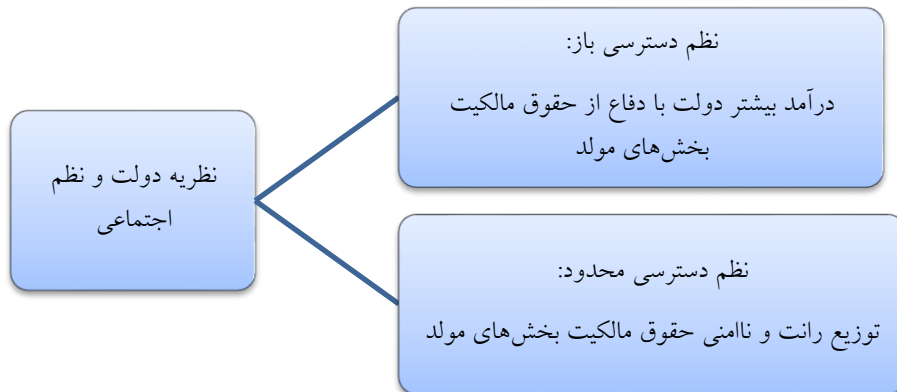 نظریه دولت و نظم
اجتماعی
نظم دسترسی باز:
درآمد بیشتر دولت با دفاع از حقوق مالکیت
بخش‌های مولد
نظم دسترسی محدود:
توزیع رانت و ناامنی حقوق مالکیت بخش‌های مولد